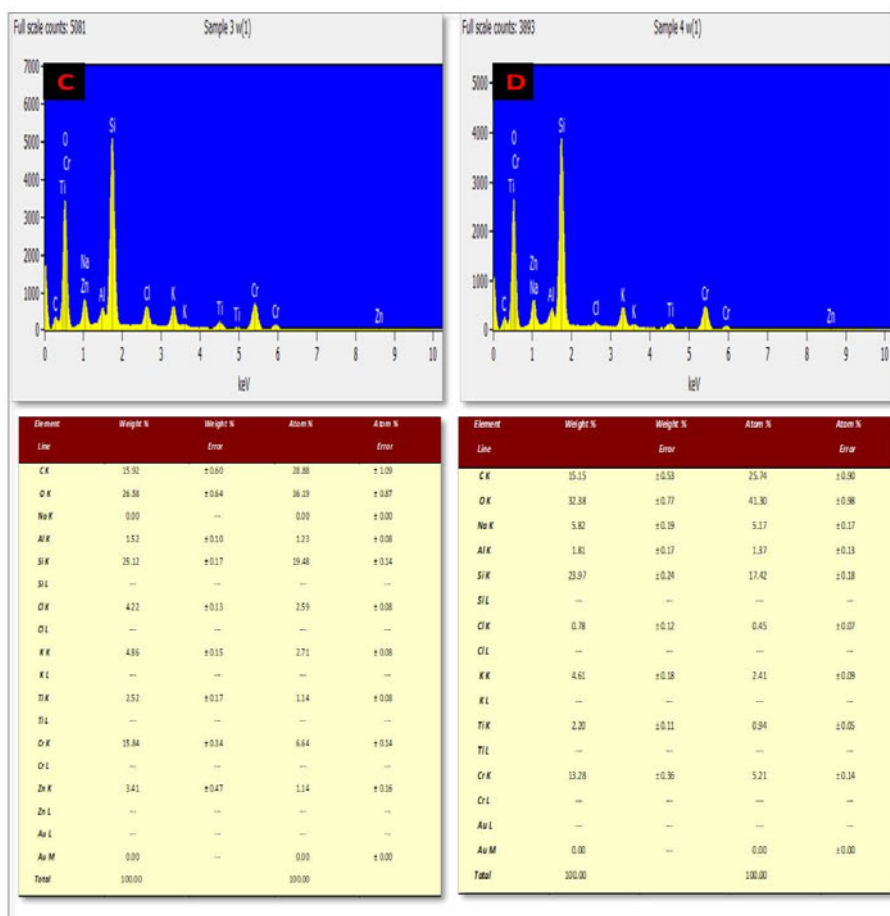 Full scale counts: 5081 Sample 3 w(1)
7000
6000
5000
4000
3000
2000
1000
0
C
O
Cr
Ti
C
Na
Zn
Al
Si
Cl
K
K
Ti
Ti
Cr
Cr
Zn
0 1 2 3 4 5 6 7 8 9 10
keV
Full scale counts: 3893 Sample 4 w(1)
5000
4000
3000
2000
1000
0
D
O
Cr
Ti
C
Zn
Na
Al
Si
Cl
K
K
Ti
Cr
Cr
Zn
0 1 2 3 4 5 6 7 8 9 10
keV
Element Weight % Weight % Atom % Atom %
Line Error Error
C K 15.92 ± 0.60 28.88 ± 1.09
O K 26.58 ± 0.64 36.19 ± 0.87
Na K 0.00 --- 0.00 ± 0.00
Al K 1.52 ± 0.10 1.23 ± 0.08
Si K 25.12 ± 0.17 19.48 ± 0.14
Si L --- --- --- ---
Cl K 4.22 ± 0.13 2.59 ± 0.08
Cl L --- --- --- ---
K K 4.86 ± 0.15 2.71 ± 0.08
K L --- --- --- ---
Ti K 2.52 ± 0.17 1.14 ± 0.08
Ti L --- --- --- ---
Cr K 15.84 ± 0.34 6.64 ± 0.14
Cr L --- --- --- ---
Zn K 3.41 ± 0.47 1.14 ± 0.16
Zn L --- --- --- ---
Au L --- --- --- ---
Au M 0.00 --- 0.00 ± 0.00
Total 100.00 100.00
Element Weight % Weight % Atom % Atom %
Line Error Error
C K 15.15 ± 0.53 25.74 ± 0.90
O K 32.38 ± 0.77 41.30 ± 0.98
Na K 5.82 ± 0.19 5.17 ± 0.17
Al K 1.81 ± 0.17 1.37 ± 0.13
Si K 23.97 ± 0.24 17.42 ± 0.18
Si L --- --- --- ---
Cl K 0.78 ± 0.12 0.45 ± 0.07
Cl L --- --- --- ---
K K 4.61 ± 0.18 2.41 ± 0.09
K L --- --- --- ---
Ti K 2.20 ± 0.11 0.94 ± 0.05
Ti L --- --- --- ---
Cr K 13.28 ± 0.36 5.21 ± 0.14
Cr L --- --- --- ---
Au L --- --- --- ---
Au M 0.00 --- 0.00 ± 0.00
Total 100.00 100.00